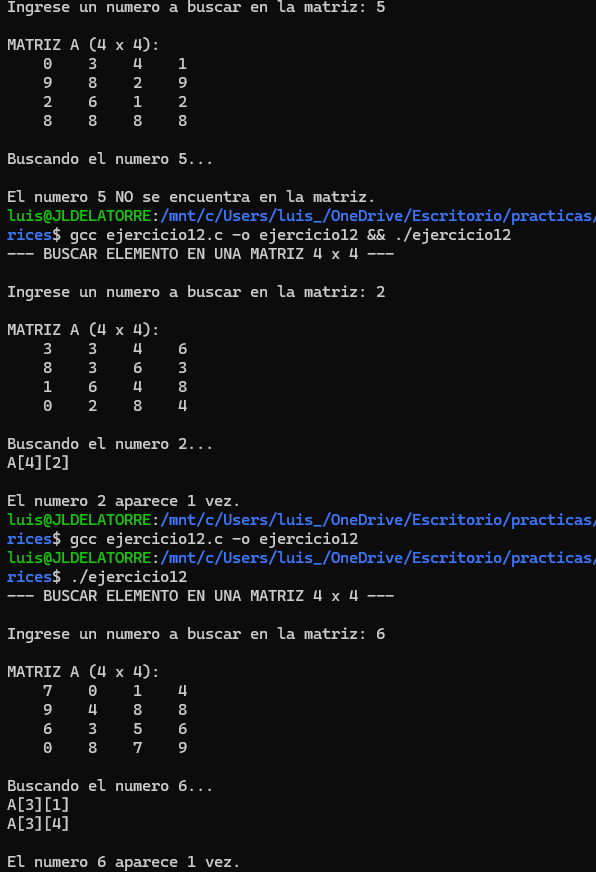 Ingrese un numero a buscar en la matriz: 5
MATRIZ A (4 x 4):
0 3 4 1
9 8 2 9
2 6 1 2
8 8 8 8
Buscando el numero 5...
El numero 5 NO se encuentra en la matriz.
luis@JLDELATORRE:/mnt/c/Users/luis_/OneDrive/Escritorio/practicas/
rices$ gcc ejercicio12.c -o ejercicio12 && ./ejercicio12
--- BUSCAR ELEMENTO EN UNA MATRIZ 4 x 4 ---
Ingrese un numero a buscar en la matriz: 2
MATRIZ A (4 x 4):
3 3 4 6
8 3 6 3
1 6 4 8
0 2 8 4
Buscando el numero 2...
A[4][2]
El numero 2 aparece 1 vez.
luis@JLDELATORRE:/mnt/c/Users/luis_/OneDrive/Escritorio/practicas/
rices$ gcc ejercicio12.c -o ejercicio12
luis@JLDELATORRE:/mnt/c/Users/luis_/OneDrive/Escritorio/practicas/
rices$ ./ejercicio12
--- BUSCAR ELEMENTO EN UNA MATRIZ 4 x 4 ---
Ingrese un numero a buscar en la matriz: 6
MATRIZ A (4 x 4):
7 0 1 4
9 4 8 8
6 3 5 6
0 8 7 9
Buscando el numero 6...
A[3][1]
A[3][4]
El numero 6 aparece 1 vez.